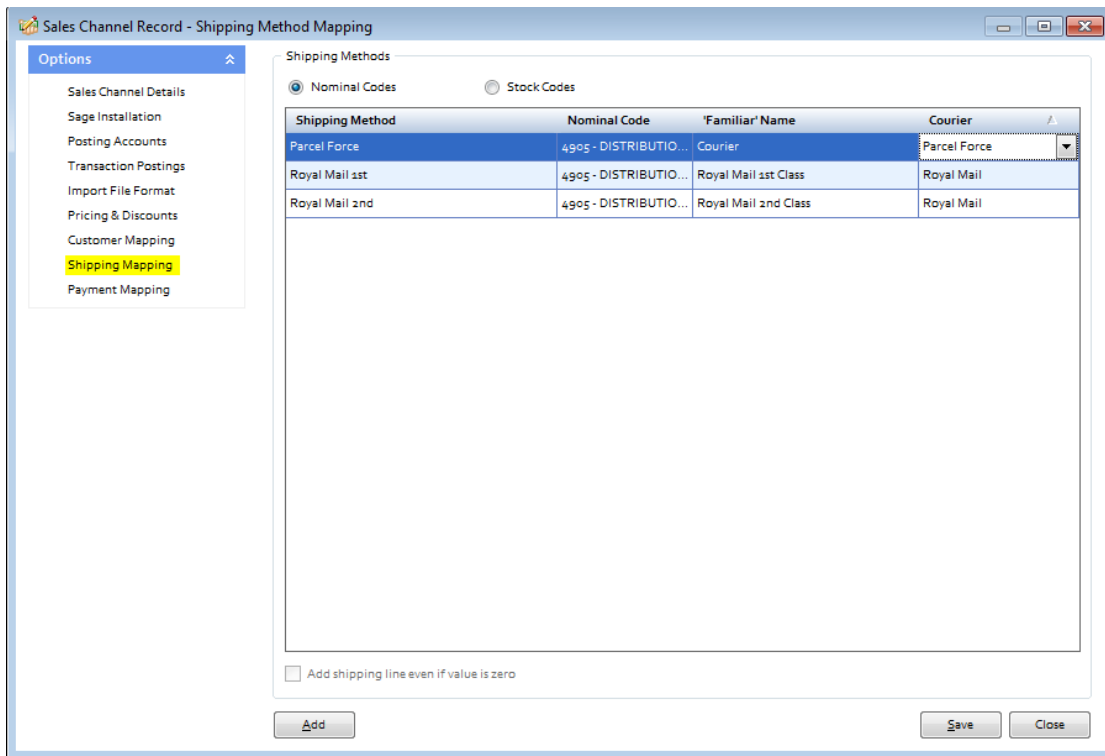 Sales Channel Record - Shipping Method Mapping
Options
Sales Channel Details
Sage Installation
Posting Accounts
Transaction Postings
Import File Format
Pricing & Discounts
Customer Mapping
Shipping Mapping
Payment Mapping
Shipping Methods
Nominal Codes Stock Codes
Shipping Method Nominal Code 'Familiar' Name Courier
Parcel Force 4905 - DISTRIBUTIO... Courier Parcel Force
Royal Mail 1st 4905 - DISTRIBUTIO... Royal Mail 1st Class Royal Mail
Royal Mail 2nd 4905 - DISTRIBUTIO... Royal Mail 2nd Class Royal Mail
Add shipping line even if value is zero
Add Save Close